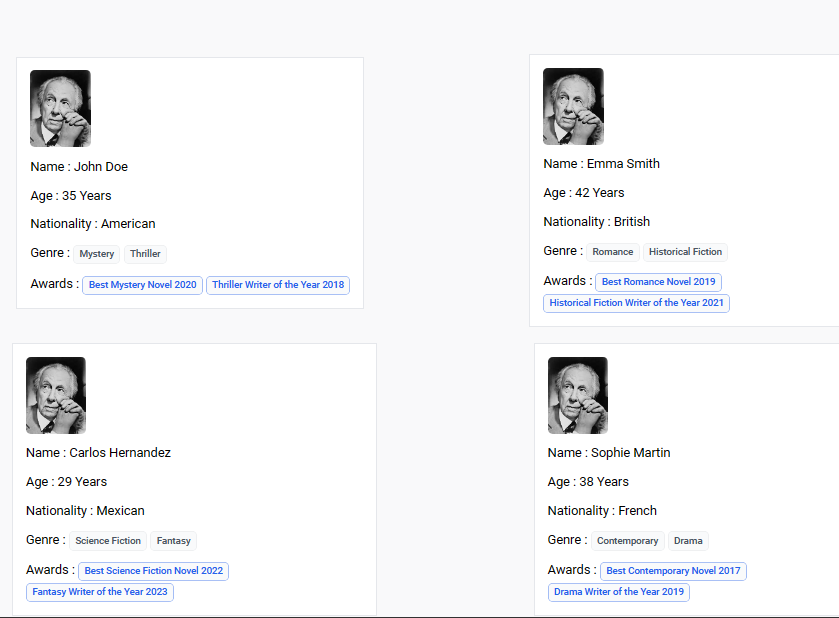 Name : John Doe
Age : 35 Years
Nationality : American
Genre : Mystery Thriller
Awards : Best Mystery Novel 2020 Thriller Writer of the Year 2018
Name : Emma Smith
Age : 42 Years
Nationality : British
Genre : Romance Historical Fiction
Awards : Best Romance Novel 2019
Historical Fiction Writer of the Year 2021
Name : Carlos Hernandez
Age : 29 Years
Nationality : Mexican
Genre : Science Fiction Fantasy
Awards : Best Science Fiction Novel 2022
Fantasy Writer of the Year 2023
Name : Sophie Martin
Age : 38 Years
Nationality : French
Genre : Contemporary Drama
Awards : Best Contemporary Novel 2017
Drama Writer of the Year 2019